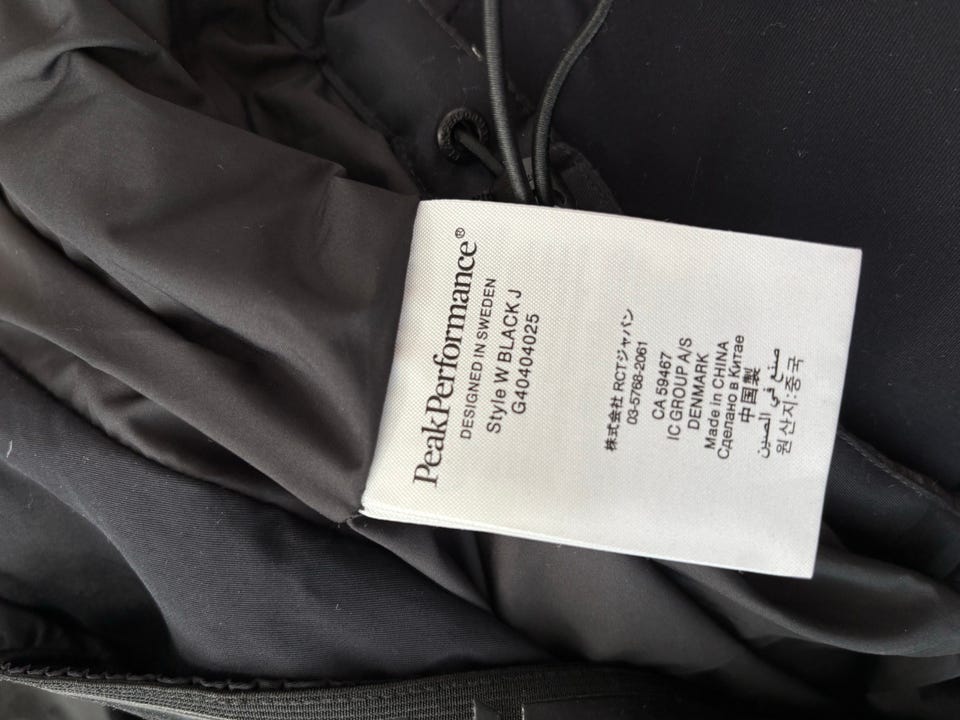 PeakPerformance®
DESIGNED IN SWEDEN
Style W BLACK J
G40404025
株式会社 RCTジャパン
03-5768-2061
CA 59467
IC GROUP A/S
DENMARK
Made in CHINA
Сделано в Китае
中国製
صنع في الصين
원산지:중국